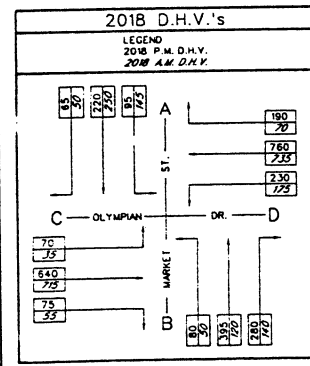 2018 D.H.V.'s
LEGEND
2018 P.M. D.H.V.
2018 A.M. D.H.V.
65
50
220
250
95
145
A
190
70
760
735
230
175
ST.
C
OLYMPIAN
DR.
D
70
35
640
715
75
55
MARKET
B
80
50
395
120
280
140